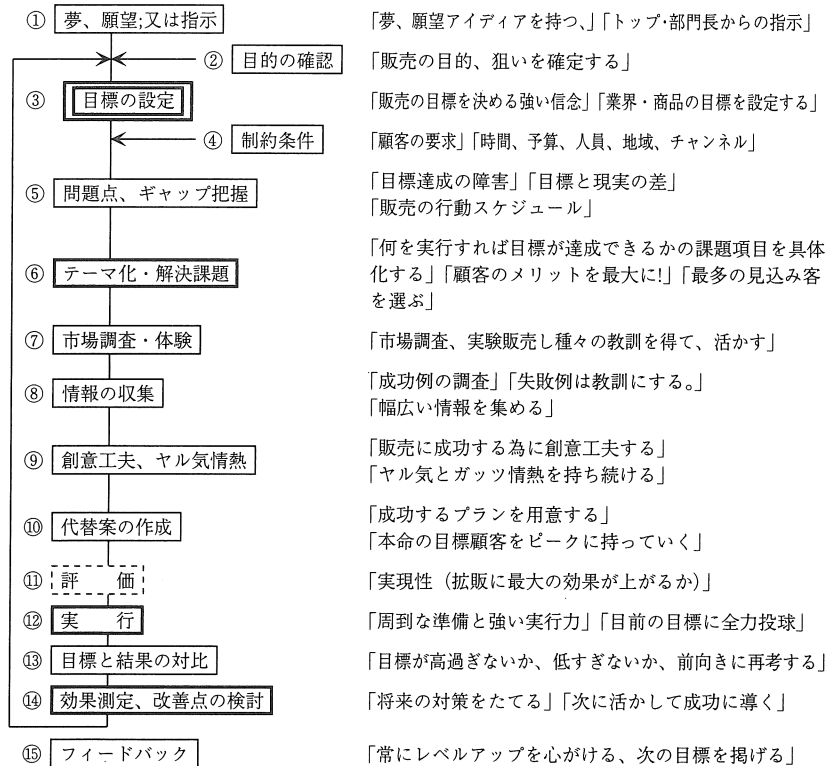 ① 夢、願望;又は指示 「夢、願望アイディアを持つ、」「トップ・部門長からの指示」
② 目的の確認 「販売の目的、狙いを確定する」
③ 目標の設定 「販売の目標を決める強い信念」「業界・商品の目標を設定する」
④ 制約条件 「顧客の要求」「時間、予算、人員、地域、チャンネル」
⑤ 問題点、ギャップ把握 「目標達成の障害」「目標と現実の差」
「販売の行動スケジュール」
「何を実行すれば目標が達成できるかの課題項目を具体
⑥ テーマ化・解決課題 化する」「顧客のメリットを最大に!」「最多の見込み客
を選ぶ」
⑦ 市場調査・体験 「市場調査、実験販売し種々の教訓を得て、活かす」
⑧ 情報の収集 「成功例の調査」「失敗例は教訓にする。」
「幅広い情報を集める」
⑨ 創意工夫、ヤル気情熱 「販売に成功する為に創意工夫する」
「ヤル気とガッツ情熱を持ち続ける」
⑩ 代替案の作成 「成功するプランを用意する」
「本命の目標顧客をピークに持っていく」
⑪ 評 価 「実現性（拡販に最大の効果が上がるか)」
⑫ 実 行 「周到な準備と強い実行力」「目前の目標に全力投球」
⑬ 目標と結果の対比 「目標が高過ぎないか、低すぎないか、前向きに再考する」
⑭ 効果測定、改善点の検討 「将来の対策をたてる」「次に活かして成功に導く」
⑮ フィードバック 「常にレベルアップを心がける、次の目標を掲げる」